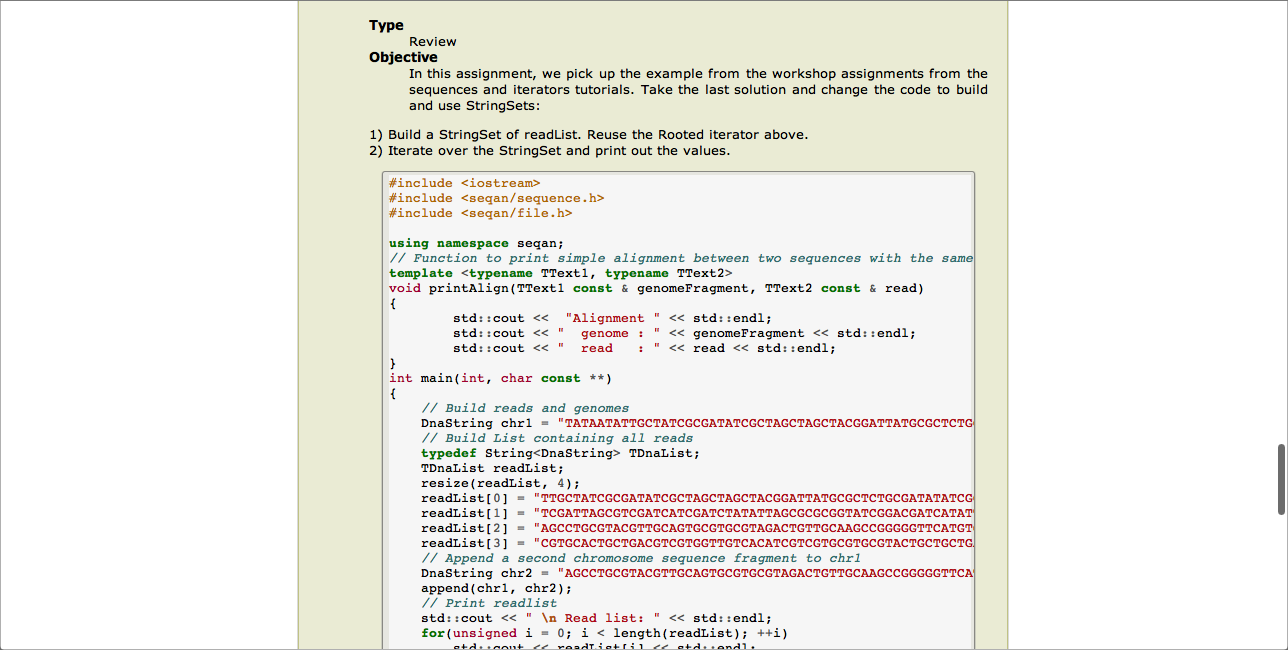 Type
Review
Objective
In this assignment, we pick up the example from the workshop assignments from the
sequences and iterators tutorials. Take the last solution and change the code to build
and use StringSets:
1) Build a StringSet of readList. Reuse the Rooted iterator above.
2) Iterate over the StringSet and print out the values.
#include <iostream>
#include <seqan/sequence.h>
#include <seqan/file.h>
using namespace seqan;
// Function to print simple alignment between two sequences with the same
template <typename TText1, typename TText2>
void printAlign(TText1 const & genomeFragment, TText2 const & read)
{
std::cout <<  "Alignment " << std::endl;
std::cout << "  genome : " << genomeFragment << std::endl;
std::cout << "  read   : " << read << std::endl;
}
int main(int, char const **)
{
// Build reads and genomes
DnaString chr1 = "TATAATATTGCTATCGCGATATCGCTAGCTAGCTACGGATTATGCGCTCTG
// Build List containing all reads
typedef String<DnaString> TDnaList;
TDnaList readList;
resize(readList, 4);
readList[0] = "TTGCTATCGCGATATCGCTAGCTAGCTACGGATTATGCGCTCTGCGATATATCG
readList[1] = "TCGATTAGCGTCGATCATCGATCTATATTAGCGCGCGGTATCGGACGATCATAT
readList[2] = "AGCCTGCGTACGTTGCAGTGCGTGCGTAGACTGTTGCAAGCCGGGGGTTCATGT
readList[3] = "CGTGCACTGCTGACGTCGTGGTTGTCACATCGTCGTGCGTGCGTACTGCTGCTG
// Append a second chromosome sequence fragment to chr1
DnaString chr2 = "AGCCTGCGTACGTTGCAGTGCGTGCGTAGACTGTTGCAAGCCGGGGGTTCA
append(chr1, chr2);
// Print readlist
std::cout << " \n Read list: " << std::endl;
for(unsigned i = 0; i < length(readList); ++i)
std::cout << readList[i] << std::endl;